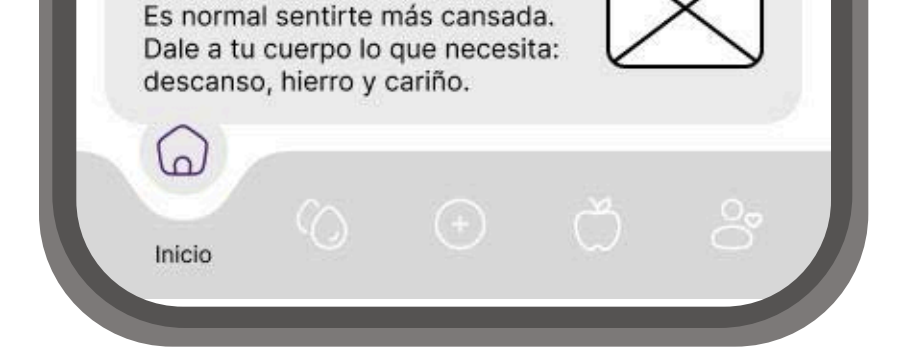 Es normal sentirte más cansada.
Dale a tu cuerpo lo que necesita:
descanso, hierro y cariño.
Inicio